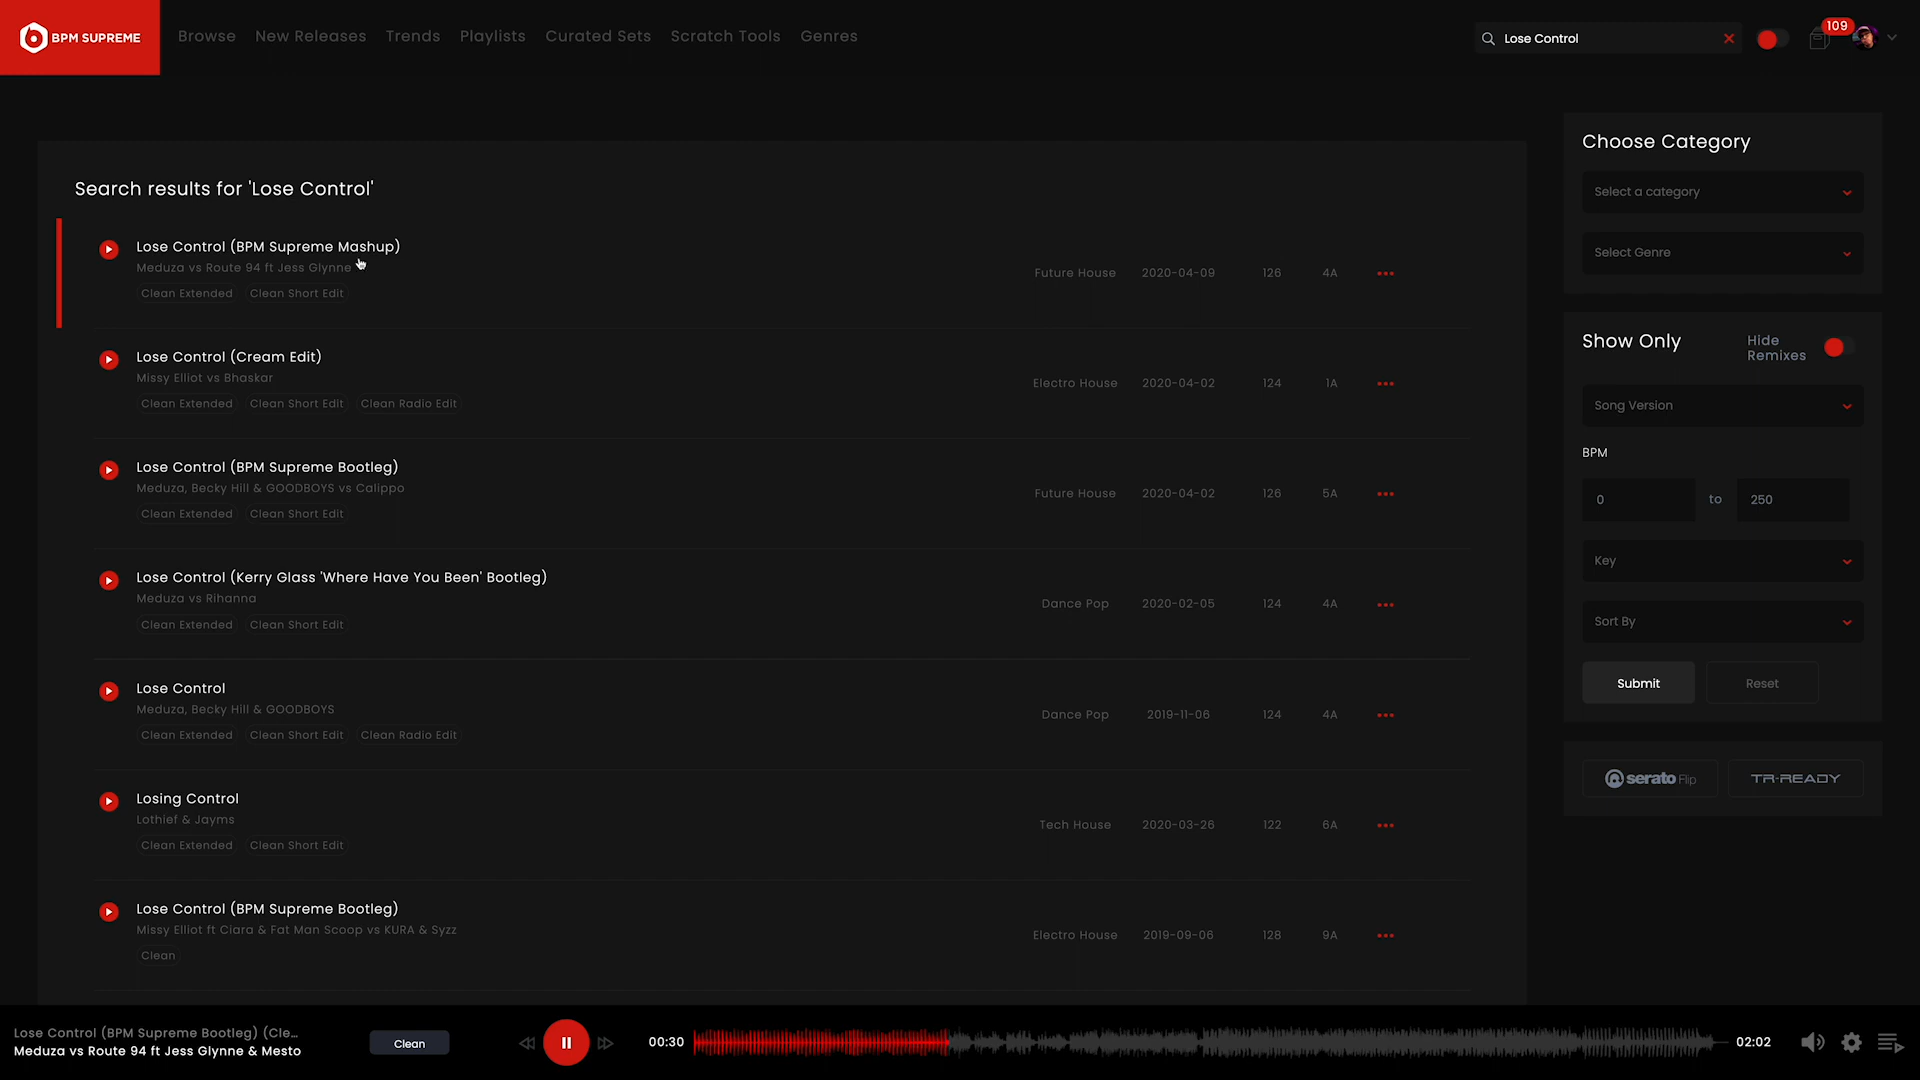 BPM SUPREME
Browse New Releases Trends Playlists Curated Sets Scratch Tools Genres
Lose Control
109
Search results for 'Lose Control'
Lose Control (BPM Supreme Mashup)
Meduza vs Route 94 ft Jess Glynne
Clean Extended Clean Short Edit
Future House 2020-04-09 126 4A
Lose Control (Cream Edit)
Missy Elliot vs Bhaskar
Clean Extended Clean Short Edit Clean Radio Edit
Electro House 2020-04-02 124 1A
Lose Control (BPM Supreme Bootleg)
Meduza, Becky Hill & GOODBOYS vs Calippo
Clean Extended Clean Short Edit
Future House 2020-04-02 126 5A
Lose Control (Kerry Glass 'Where Have You Been' Bootleg)
Meduza vs Rihanna
Clean Extended Clean Short Edit
Dance Pop 2020-02-05 124 4A
Lose Control
Meduza, Becky Hill & GOODBOYS
Clean Extended Clean Short Edit Clean Radio Edit
Dance Pop 2019-11-06 124 4A
Losing Control
Lothief & Jayms
Clean Extended Clean Short Edit
Tech House 2020-03-26 122 6A
Lose Control (BPM Supreme Bootleg)
Missy Elliot ft Ciara & Fat Man Scoop vs KURA & Syzz
Clean
Electro House 2019-09-06 128 9A
Choose Category
Select a category
Select Genre
Show Only
Hide
Remixes
Song Version
BPM
0 to 250
Key
Sort By
Submit Reset
serato Flip TR-READY
Lose Control (BPM Supreme Bootleg) (Cle...
Meduza vs Route 94 ft Jess Glynne & Mesto
Clean
00:30
02:02